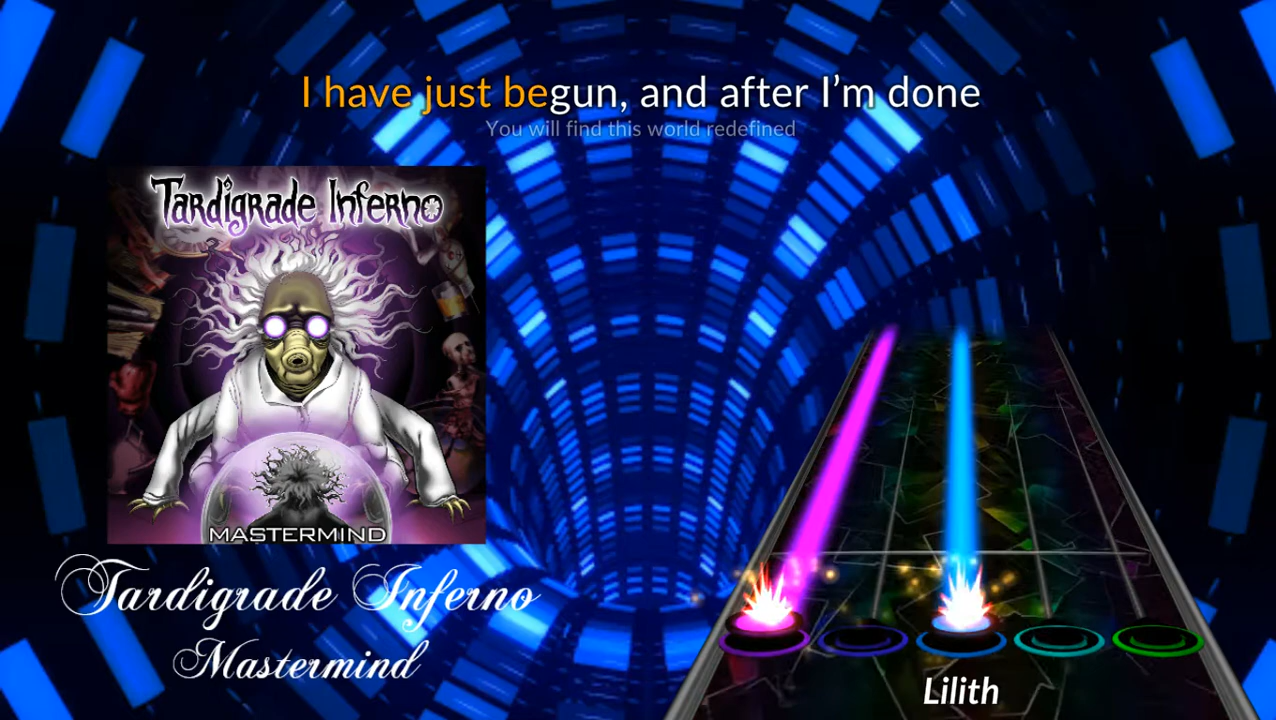 I have just begun, and after I’m done
You will find this world redefined
Tardigrade Inferno
MASTERMIND
Tardigrade Inferno
Mastermind
Lilith